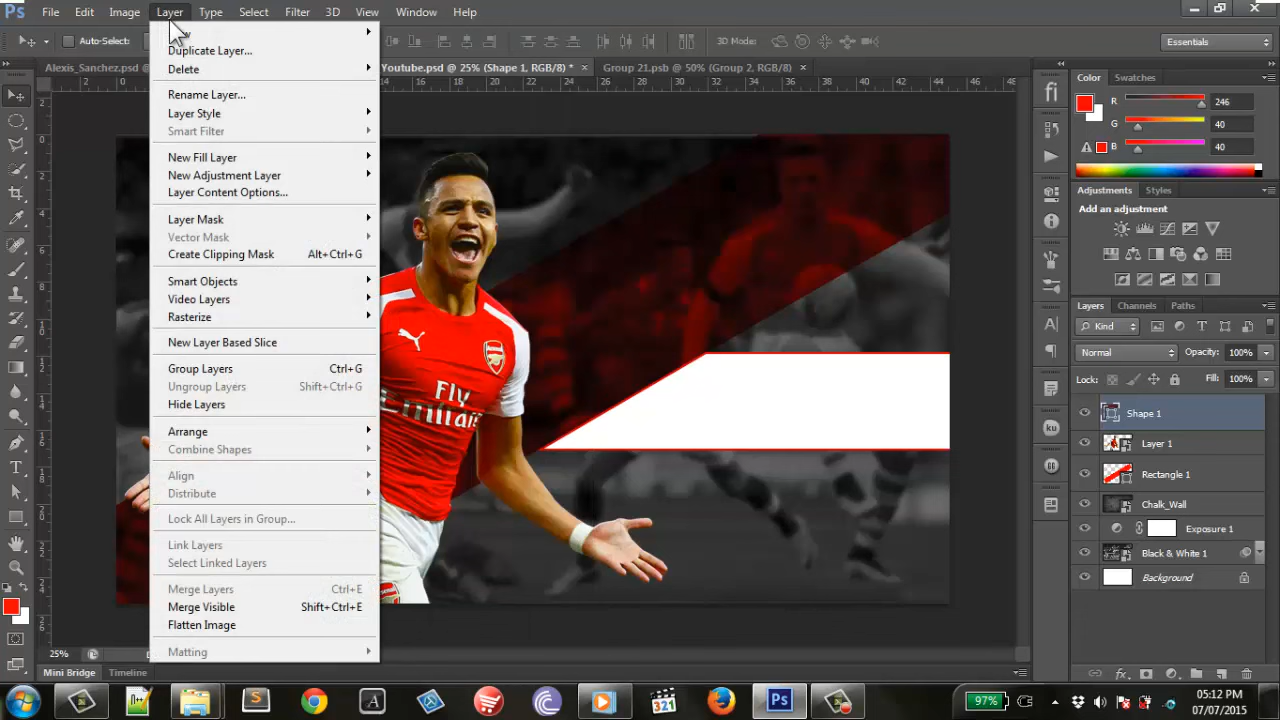 Ps File Edit Image Layer Type Select Filter 3D View Window Help
Auto-Select: 3D Mode: Essentials
Alexis_Sanchez.psd @ Youtube.psd @ 25% (Shape 1, RGB/8) * × Group 21.psb @ 50% (Group 2, RGB/8) ×
Duplicate Layer...
Delete
Rename Layer...
Layer Style
Smart Filter
New Fill Layer
New Adjustment Layer
Layer Content Options...
Layer Mask
Vector Mask
Create Clipping Mask Alt+Ctrl+G
Smart Objects
Video Layers
Rasterize
New Layer Based Slice
Group Layers Ctrl+G
Ungroup Layers Shift+Ctrl+G
Hide Layers
Arrange
Combine Shapes
Align
Distribute
Lock All Layers in Group...
Link Layers
Select Linked Layers
Merge Layers Ctrl+E
Merge Visible Shift+Ctrl+E
Flatten Image
Matting
Arsenal
Fly
Emirates
Color Swatches
R 246
G 40
B 40
Adjustments Styles
Add an adjustment
Layers Channels Paths
Kind
Normal Opacity: 100%
Lock: Fill: 100%
Shape 1
Layer 1
Rectangle 1
Chalk_Wall
Exposure 1
Black & White 1
Background
25%
Mini Bridge Timeline
97%
05:12 PM
07/07/2015